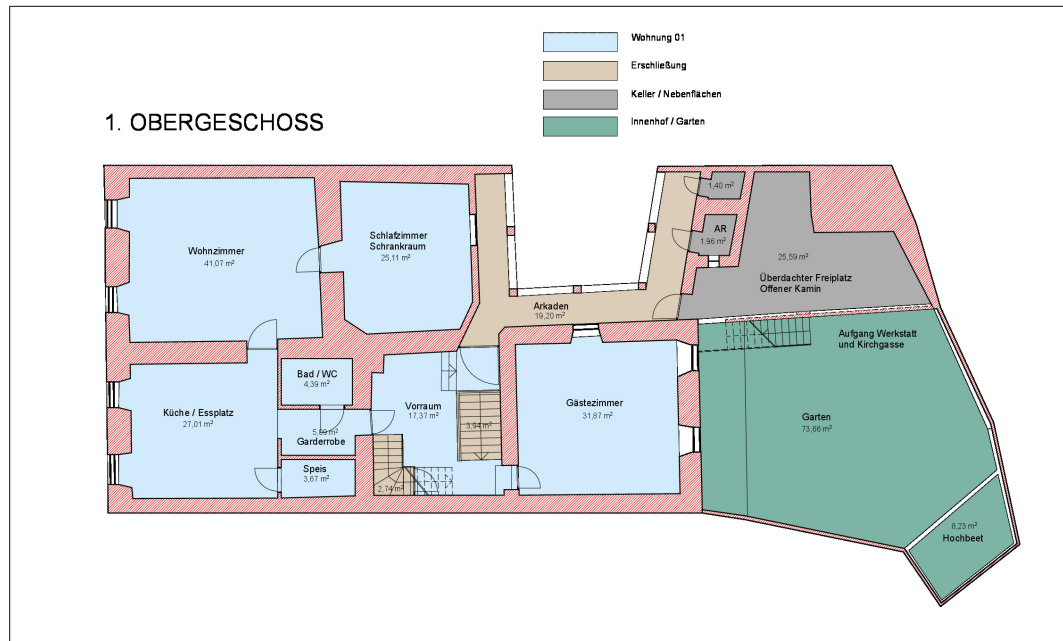 Wohnung 01
Erschließung
Keller / Nebenflächen
Innenhof / Garten
1. OBERGESCHOSS
Wohnzimmer
41,07 m²
Schlafzimmer
Schrankraum
25,11 m²
1,40 m²
AR
1,96 m²
25,59 m²
Überdachter Freiplatz
Offener Kamin
Arkaden
19,20 m²
Aufgang Werkstatt
und Kirchgasse
Bad / WC
4,39 m²
Küche / Essplatz
27,01 m²
Vorraum
17,37 m²
3,94 m²
Gästezimmer
31,87 m²
Garten
73,66 m²
5,69 m²
Garderrobe
Speis
3,67 m²
2,74 m²
8,23 m²
Hochbeet